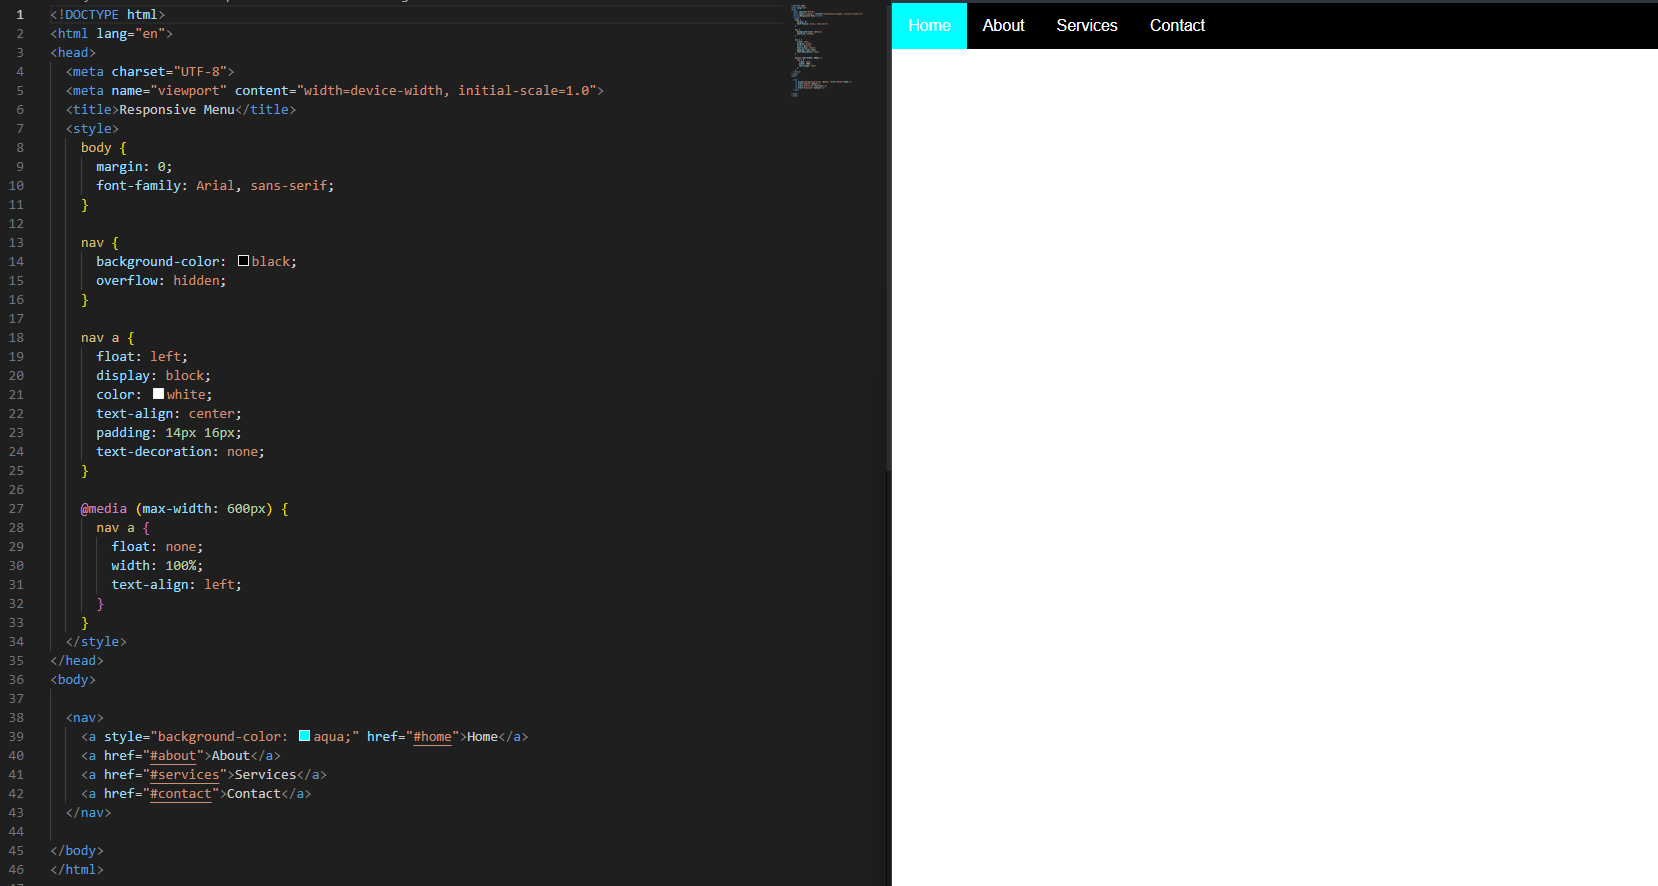 1 <!DOCTYPE html>
2 <html lang="en">
3 <head>
4 <meta charset="UTF-8">
5 <meta name="viewport" content="width=device-width, initial-scale=1.0">
6 <title>Responsive Menu</title>
7 <style>
8 body {
9 margin: 0;
10 font-family: Arial, sans-serif;
11 }
12
13 nav {
14 background-color: black;
15 overflow: hidden;
16 }
17
18 nav a {
19 float: left;
20 display: block;
21 color: white;
22 text-align: center;
23 padding: 14px 16px;
24 text-decoration: none;
25 }
26
27 @media (max-width: 600px) {
28 nav a {
29 float: none;
30 width: 100%;
31 text-align: left;
32 }
33 }
34 </style>
35 </head>
36 <body>
37
38 <nav>
39 <a style="background-color: aqua;" href="#home">Home</a>
40 <a href="#about">About</a>
41 <a href="#services">Services</a>
42 <a href="#contact">Contact</a>
43 </nav>
44
45 </body>
46 </html>
Home About Services Contact